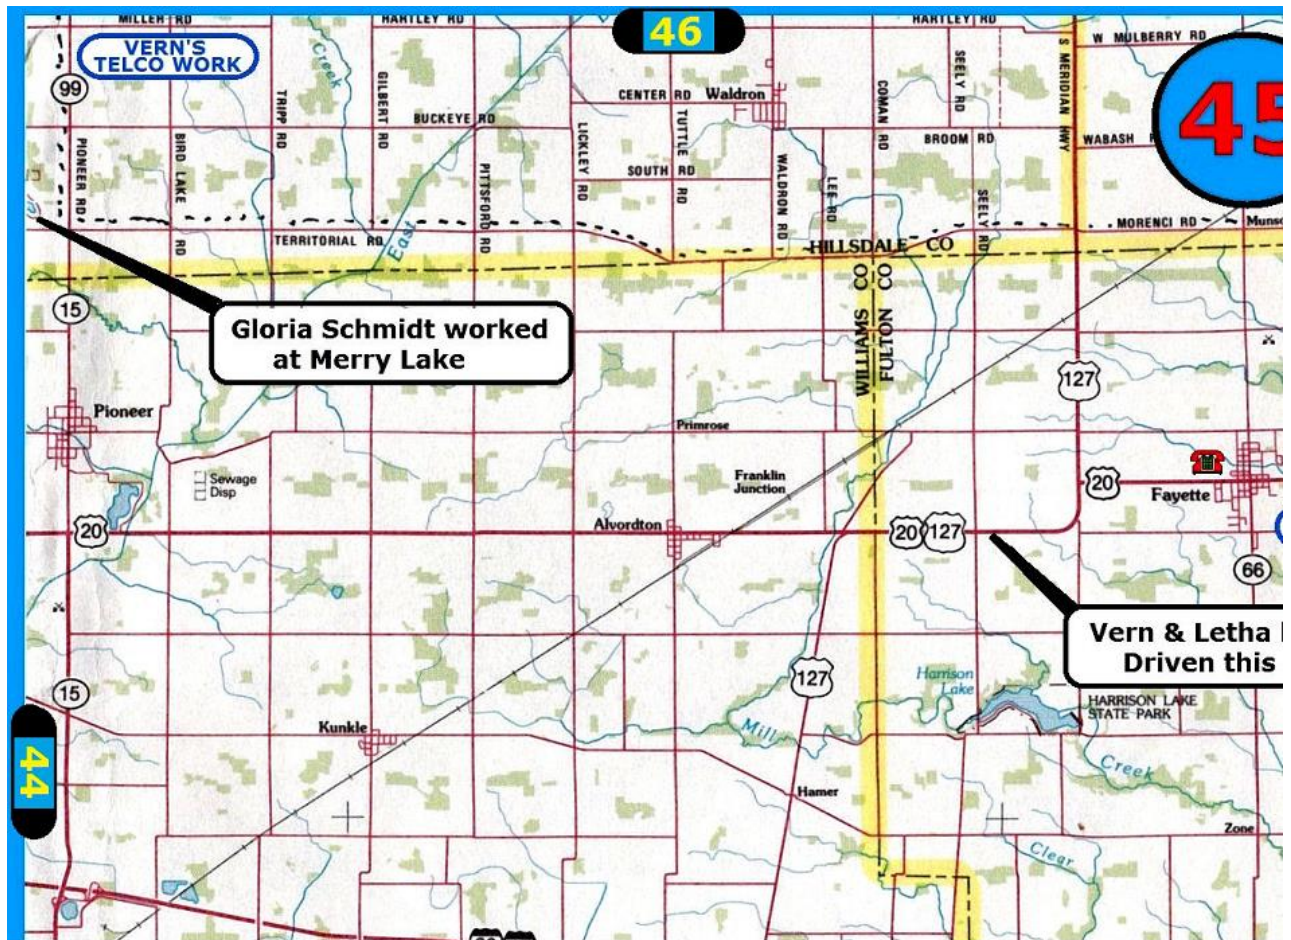 MILLER RD
HARTLEY RD
46
HARTLEY RD
W MULBERRY RD
VERN'S
TELCO WORK
99
Creek
GILBERT RD
TRIPP RD
CENTER RD
Waldron
COMAN RD
SEELY RD
S MERIDIAN HWY
45
BUCKEYE RD
PIONEER RD
BIRD LAKE
RD
LICKLEY RD
TUTTLE
RD
SOUTH RD
BROOM RD
WABASH
PITTSFORD RD
WALDRON RD
LEE RD
SEELY RD
TERRITORIAL RD
East
HILLSDALE CO
MORENCI RD
WILLIAMS CO
FULTON CO
15
Gloria Schmidt worked
at Merry Lake
127
Pioneer
Primrose
Sewage
Disp
Franklin
Junction
20
Fayette
20
Alvordton
20
127
66
Vern & Letha
Driven this
127
Harrison
Lake
HARRISON LAKE
STATE PARK
15
Kunkle
Mill
Creek
44
Hamer
Zone
Clear